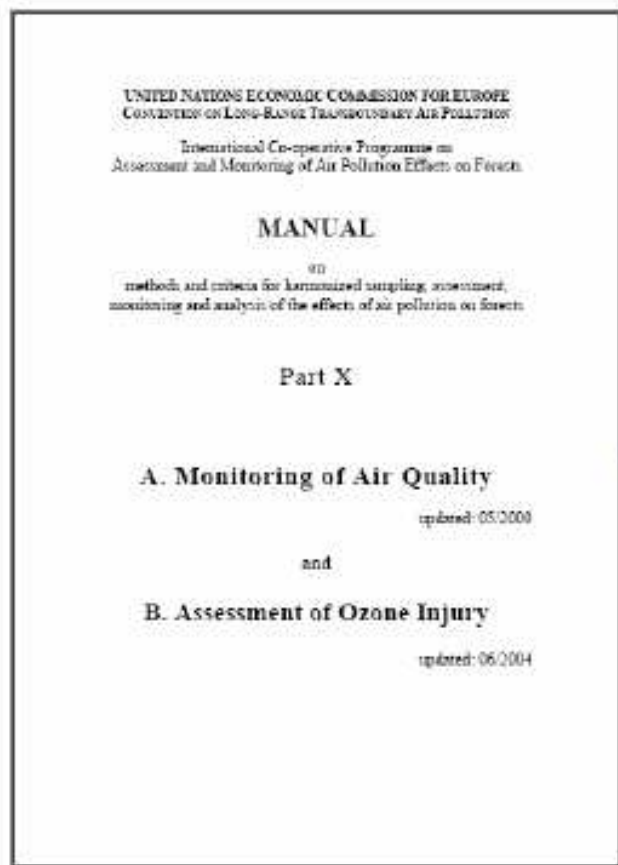 UNITED NATIONS ECONOMIC COMMISSION FOR EUROPE
CONVENTION ON LONG-RANGE TRANSBOUNDARY AIR POLLUTION
International Co-operative Programme on
Assessment and Monitoring of Air Pollution Effects on Forests
MANUAL
on
methods and criteria for harmonized sampling, assessment,
monitoring and analysis of the effects of air pollution on forests
Part X
A. Monitoring of Air Quality
updated: 05/2000
and
B. Assessment of Ozone Injury
updated: 06/2004